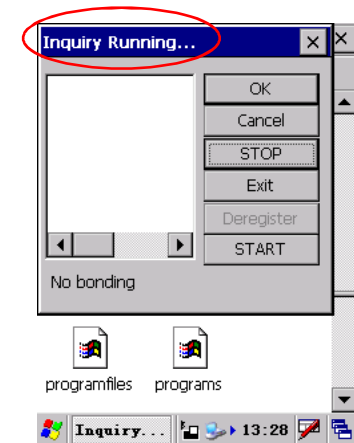 Inquiry Running...
OK
Cancel
STOP
Exit
Deregister
START
No bonding
programfiles programs
Inquiry... 13:28